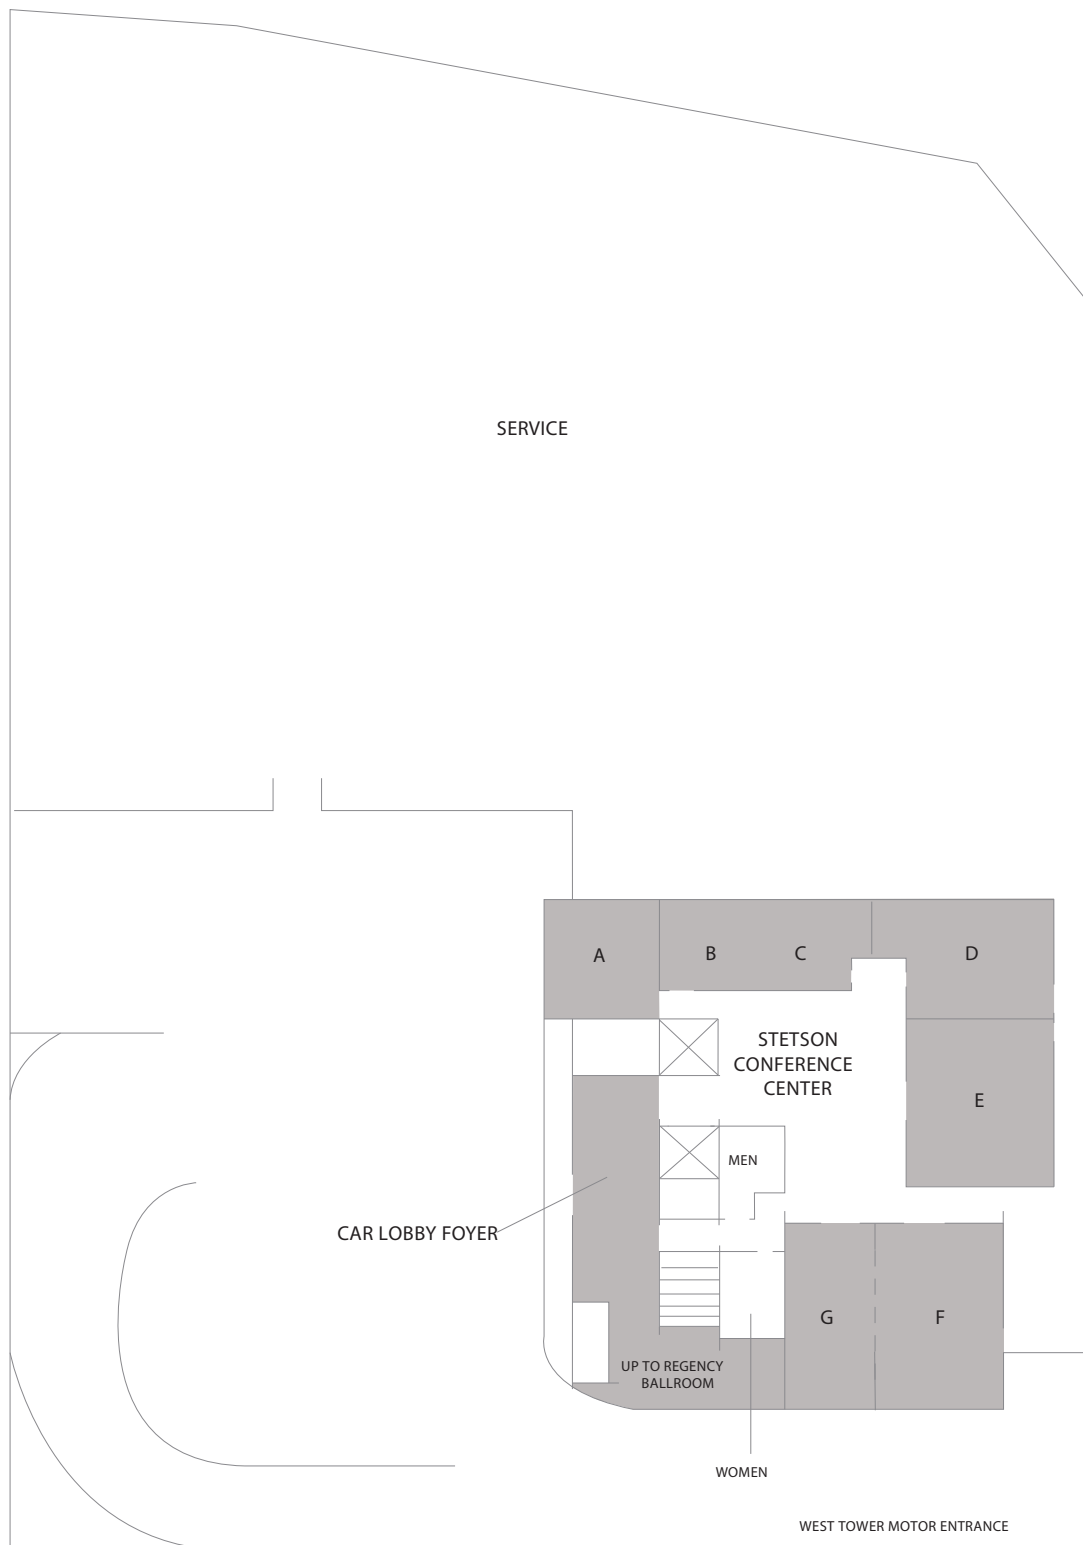 SERVICE
A
B
C
D
STETSON
CONFERENCE
CENTER
E
MEN
CAR LOBBY FOYER
G
F
UP TO REGENCY
BALLROOM
WOMEN
WEST TOWER MOTOR ENTRANCE